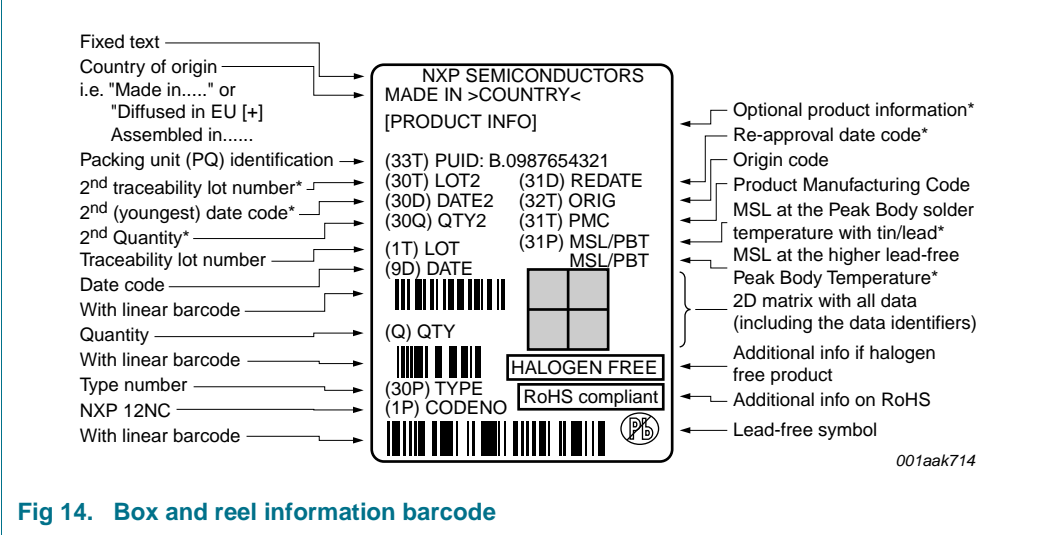 Fixed text
Country of origin
i.e. "Made in....." or
"Diffused in EU [+]
Assembled in......
Packing unit (PQ) identification
2nd traceability lot number*
2nd (youngest) date code*
2nd Quantity*
Traceability lot number
Date code
With linear barcode
Quantity
With linear barcode
Type number
NXP 12NC
With linear barcode
NXP SEMICONDUCTORS
MADE IN >COUNTRY<
[PRODUCT INFO]
(33T) PUID: B.0987654321
(30T) LOT2 (31D) REDATE
(30D) DATE2 (32T) ORIG
(30Q) QTY2 (31T) PMC
(31P) MSL/PBT
(1T) LOT MSL/PBT
(9D) DATE
(Q) QTY
HALOGEN FREE
(30P) TYPE
RoHS compliant
(1P) CODENO
Pb
Optional product information*
Re-approval date code*
Origin code
Product Manufacturing Code
MSL at the Peak Body solder
temperature with tin/lead*
MSL at the higher lead-free
Peak Body Temperature*
2D matrix with all data
(including the data identifiers)
Additional info if halogen
free product
Additional info on RoHS
Lead-free symbol
001aak714
Fig 14. Box and reel information barcode